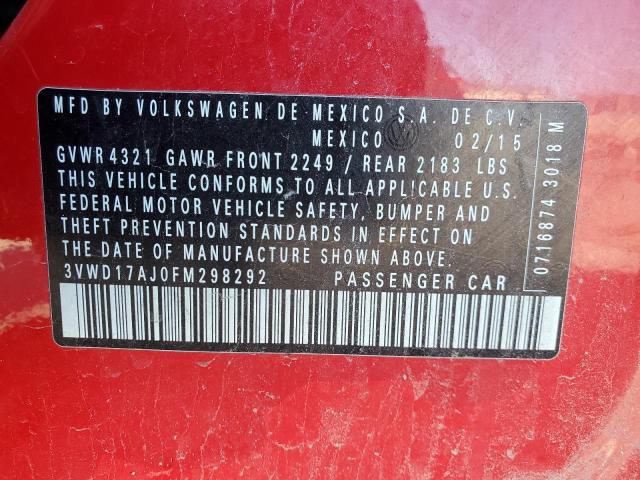 MFD BY VOLKSWAGEN DE MEXICO S.A. DE C.V.
MEXICO 02/15
GVWR 4321 GAWR FRONT 2249 / REAR 2183 LBS
THIS VEHICLE CONFORMS TO ALL APPLICABLE U.S.
FEDERAL MOTOR VEHICLE SAFETY, BUMPER AND
THEFT PREVENTION STANDARDS IN EFFECT ON
THE DATE OF MANUFACTURE SHOWN ABOVE.
3VWD17AJ0FM298292 PASSENGER CAR
0716874 3018 M